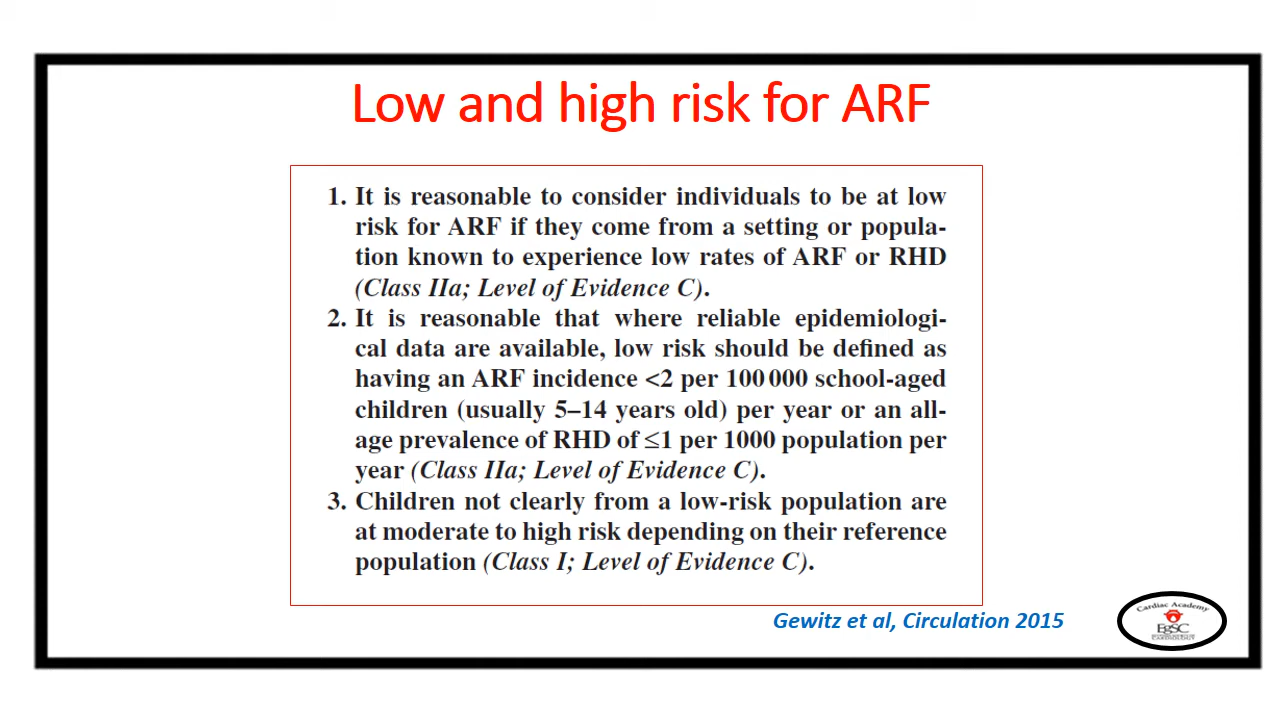 Low and high risk for ARF
1. It is reasonable to consider individuals to be at low
risk for ARF if they come from a setting or popula-
tion known to experience low rates of ARF or RHD
(Class IIa; Level of Evidence C).
2. It is reasonable that where reliable epidemiologi-
cal data are available, low risk should be defined as
having an ARF incidence <2 per 100 000 school-aged
children (usually 5–14 years old) per year or an all-
age prevalence of RHD of ≤1 per 1000 population per
year (Class IIa; Level of Evidence C).
3. Children not clearly from a low-risk population are
at moderate to high risk depending on their reference
population (Class I; Level of Evidence C).
Gewitz et al, Circulation 2015
Cardiac Academy
EgSC
CARDIOLOGY